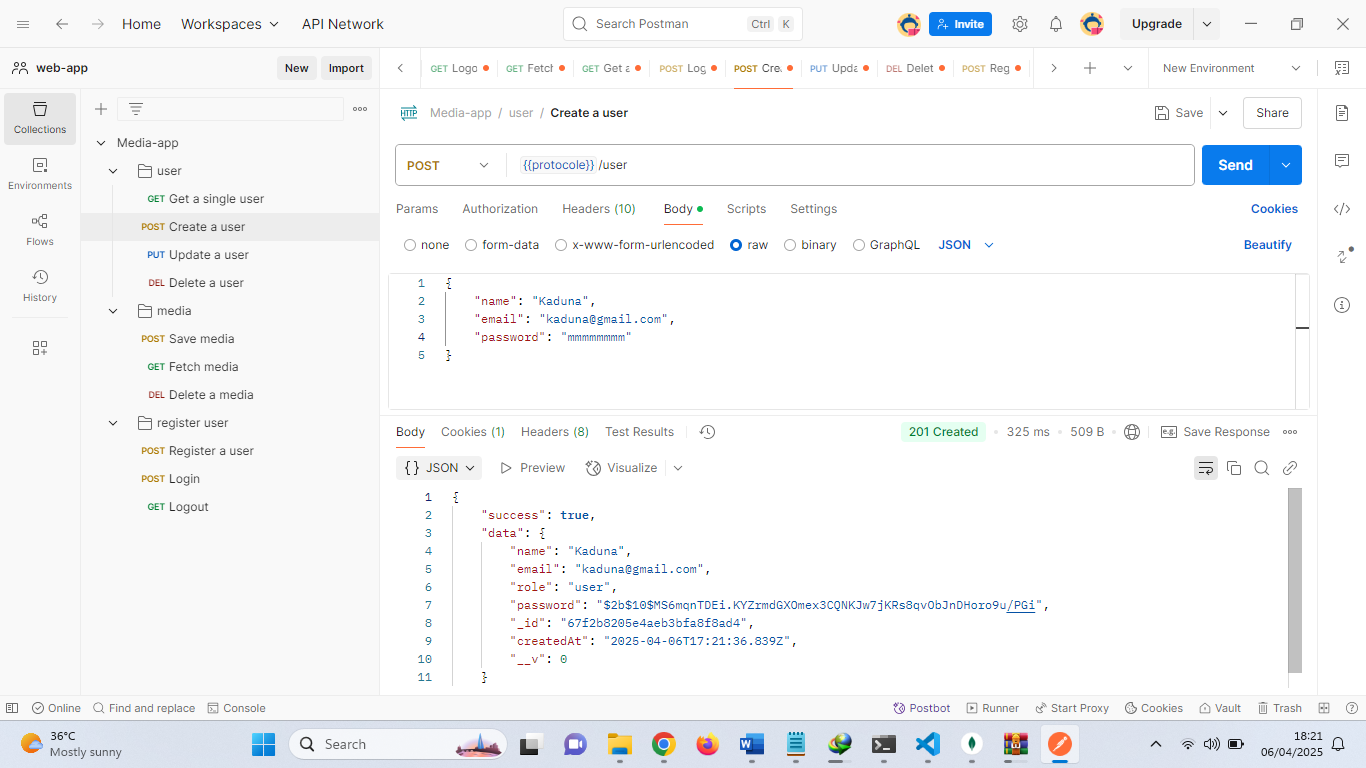 Home Workspaces API Network Search Postman Ctrl K Invite Upgrade
web-app New Import GET Logo GET Fetch GET Get a POST Log POST Cre PUT Upda DEL Delet POST Reg New Environment
Collections
Environments
Flows
History
Media-app
user
GET Get a single user
POST Create a user
PUT Update a user
DEL Delete a user
media
POST Save media
GET Fetch media
DEL Delete a media
register user
POST Register a user
POST Login
GET Logout
HTTP Media-app / user / Create a user Save Share
POST {{protocole}} /user Send
Params Authorization Headers (10) Body Scripts Settings Cookies
none form-data x-www-form-urlencoded raw binary GraphQL JSON Beautify
1 {
2 "name": "Kaduna",
3 "email": "kaduna@gmail.com",
4 "password": "mmmmmmmmm"
5 }
Body Cookies (1) Headers (8) Test Results 201 Created 325 ms 509 B e.g. Save Response
{} JSON Preview Visualize
1 {
2 "success": true,
3 "data": {
4 "name": "Kaduna",
5 "email": "kaduna@gmail.com",
6 "role": "user",
7 "password": "$2b$10$MS6mqnTDEi.KYZrmdGXOmex3CQNKJw7jKRs8qvObJnDHoro9u/PGi",
8 "_id": "67f2b8205e4aeb3bfa8f8ad4",
9 "createdAt": "2025-04-06T17:21:36.839Z",
10 "__v": 0
11 }
Online Find and replace Console Postbot Runner Start Proxy Cookies Vault Trash
36°C
Mostly sunny
Search
18:21
06/04/2025